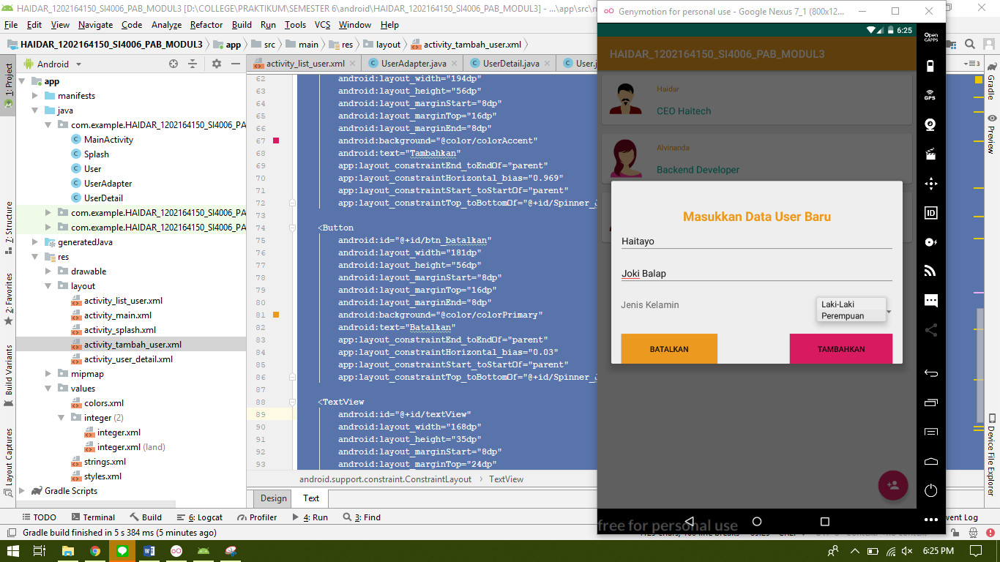 HAIDAR_1202164150_SI4006_PAB_MODUL3 [D:\COLLEGE\PRAKTIKUM\SEMESTER 6\android\HAIDAR_1202164150_SI4006_PAB_MODUL3] - ...\app\src\m
File Edit View Navigate Code Analyze Refactor Build Run Tools VCS Window Help
HAIDAR_1202164150_SI4006_PAB_MODUL3 app src main res layout activity_tambah_user.xml
Android
activity_list_user.xml UserAdapter.java UserDetail.java User.j
1: Project
7: Structure
2: Favorites
Build Variants
Layout Captures
app
manifests
java
com.example.HAIDAR_1202164150_SI4006_PA
MainActivity
Splash
User
UserAdapter
UserDetail
com.example.HAIDAR_1202164150_SI4006_PA
com.example.HAIDAR_1202164150_SI4006_PA
generatedJava
res
drawable
layout
activity_list_user.xml
activity_main.xml
activity_splash.xml
activity_tambah_user.xml
activity_user_detail.xml
mipmap
values
colors.xml
integer (2)
integer.xml
integer.xml (land)
strings.xml
styles.xml
Gradle Scripts
62 android:layout_width="194dp"
63 android:layout_height="56dp"
64 android:layout_marginStart="8dp"
65 android:layout_marginTop="16dp"
66 android:layout_marginEnd="8dp"
67 android:background="@color/colorAccent"
68 android:text="Tambahkan"
69 app:layout_constraintEnd_toEndOf="parent"
70 app:layout_constraintHorizontal_bias="0.969"
71 app:layout_constraintStart_toStartOf="parent"
72 app:layout_constraintTop_toBottomOf="@+id/Spinner_J
73
74 <Button
75 android:id="@+id/btn_batalkan"
76 android:layout_width="181dp"
77 android:layout_height="56dp"
78 android:layout_marginStart="8dp"
79 android:layout_marginTop="16dp"
80 android:layout_marginEnd="8dp"
81 android:background="@color/colorPrimary"
82 android:text="Batalkan"
83 app:layout_constraintEnd_toEndOf="parent"
84 app:layout_constraintHorizontal_bias="0.03"
85 app:layout_constraintStart_toStartOf="parent"
86 app:layout_constraintTop_toBottomOf="@+id/Spinner_J
87
88 <TextView
89 android:id="@+id/textView"
90 android:layout_width="168dp"
91 android:layout_height="35dp"
92 android:layout_marginStart="8dp"
93 android:layout_marginTop="24dp"
android.support.constraint.ConstraintLayout TextView
Design Text
Genymotion for personal use - Google Nexus 7_1 (800x12...
6:25
HAIDAR_1202164150_SI4006_PAB_MODUL3
Haidar
CEO Haitech
Alvinanda
Backend Developer
Masukkan Data User Baru
Haitayo
Joki Balap
Jenis Kelamin
Laki-Laki
Perempuan
BATALKAN TAMBAHKAN
free for personal use
OPEN GAPPS
GPS
ID
3
Gradle
Preview
Device File Explorer
TODO Terminal Build 6: Logcat Profiler 4: Run 3: Find vent Log
Gradle build finished in 5 s 384 ms (5 minutes ago)
6:25 PM